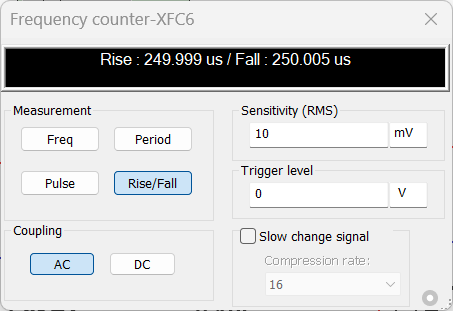 Frequency counter-XFC6
Rise : 249.999 us / Fall : 250.005 us
Measurement
Freq
Period
Pulse
Rise/Fall
Coupling
AC
DC
Sensitivity (RMS)
10
mV
Trigger level
0
V
Slow change signal
Compression rate:
16